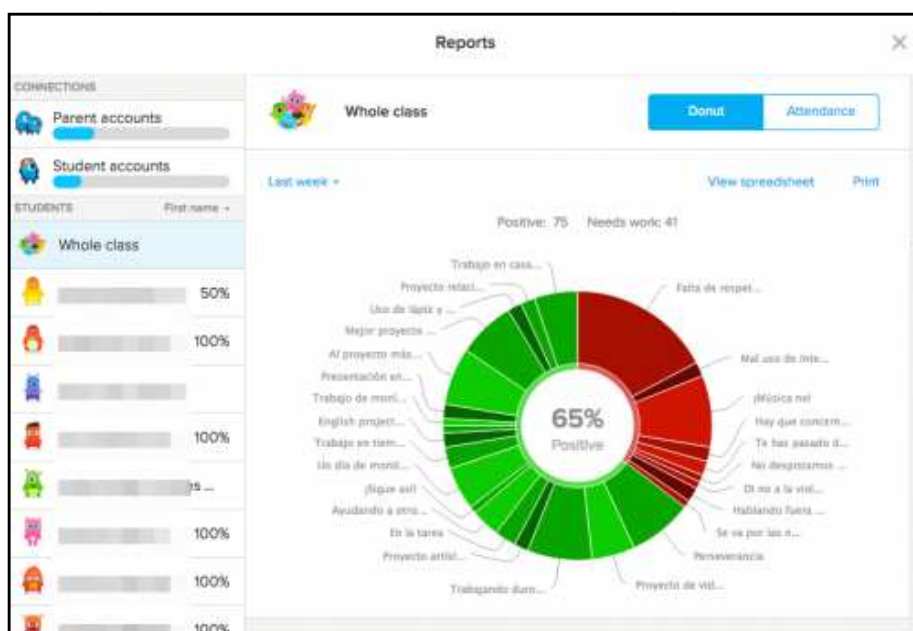 Reports
CONNECTIONS
Parent accounts
Student accounts
STUDENTS First name
Whole class
50%
100%
100%
es ...
100%
100%
100%
Whole class
Donut Attendance
Last week
View spreadsheet Print
Positive: 75 Needs work: 41
Trabajo en casa...
Proyecto relaci...
Uso de lápiz y ...
Mejor proyecto ...
Al proyecto más...
Presentación en...
Trabajo de moni...
English project...
Trabajo en tiem...
Un día de monit...
¡Sigue así!
Ayudando a otra...
En la tarea
Proyecto artíst...
Trabajando duro...
Falta de respet...
Mal uso de Inte...
¡Música no!
Hay que concern...
Te has pasado d...
No despistarnos ...
Di no a la viol...
Hablando fuera ...
Se va por las n...
Perseverancia
Proyecto de vid...
65%
Positive